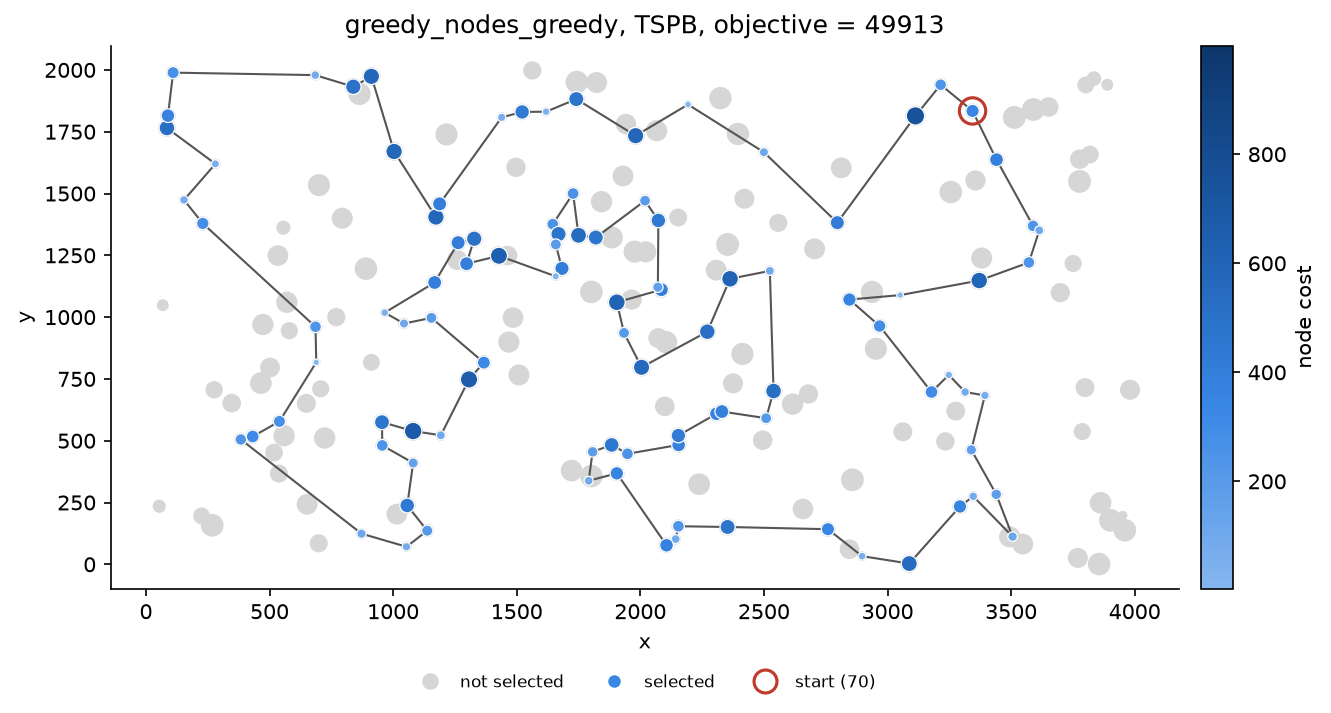 greedy_nodes_greedy, TSPB, objective = 49913
2000
1750
1500
1250
1000
750
500
250
0
y
0 500 1000 1500 2000 2500 3000 3500 4000
x
800
600
400
200
node cost
not selected selected start (70)